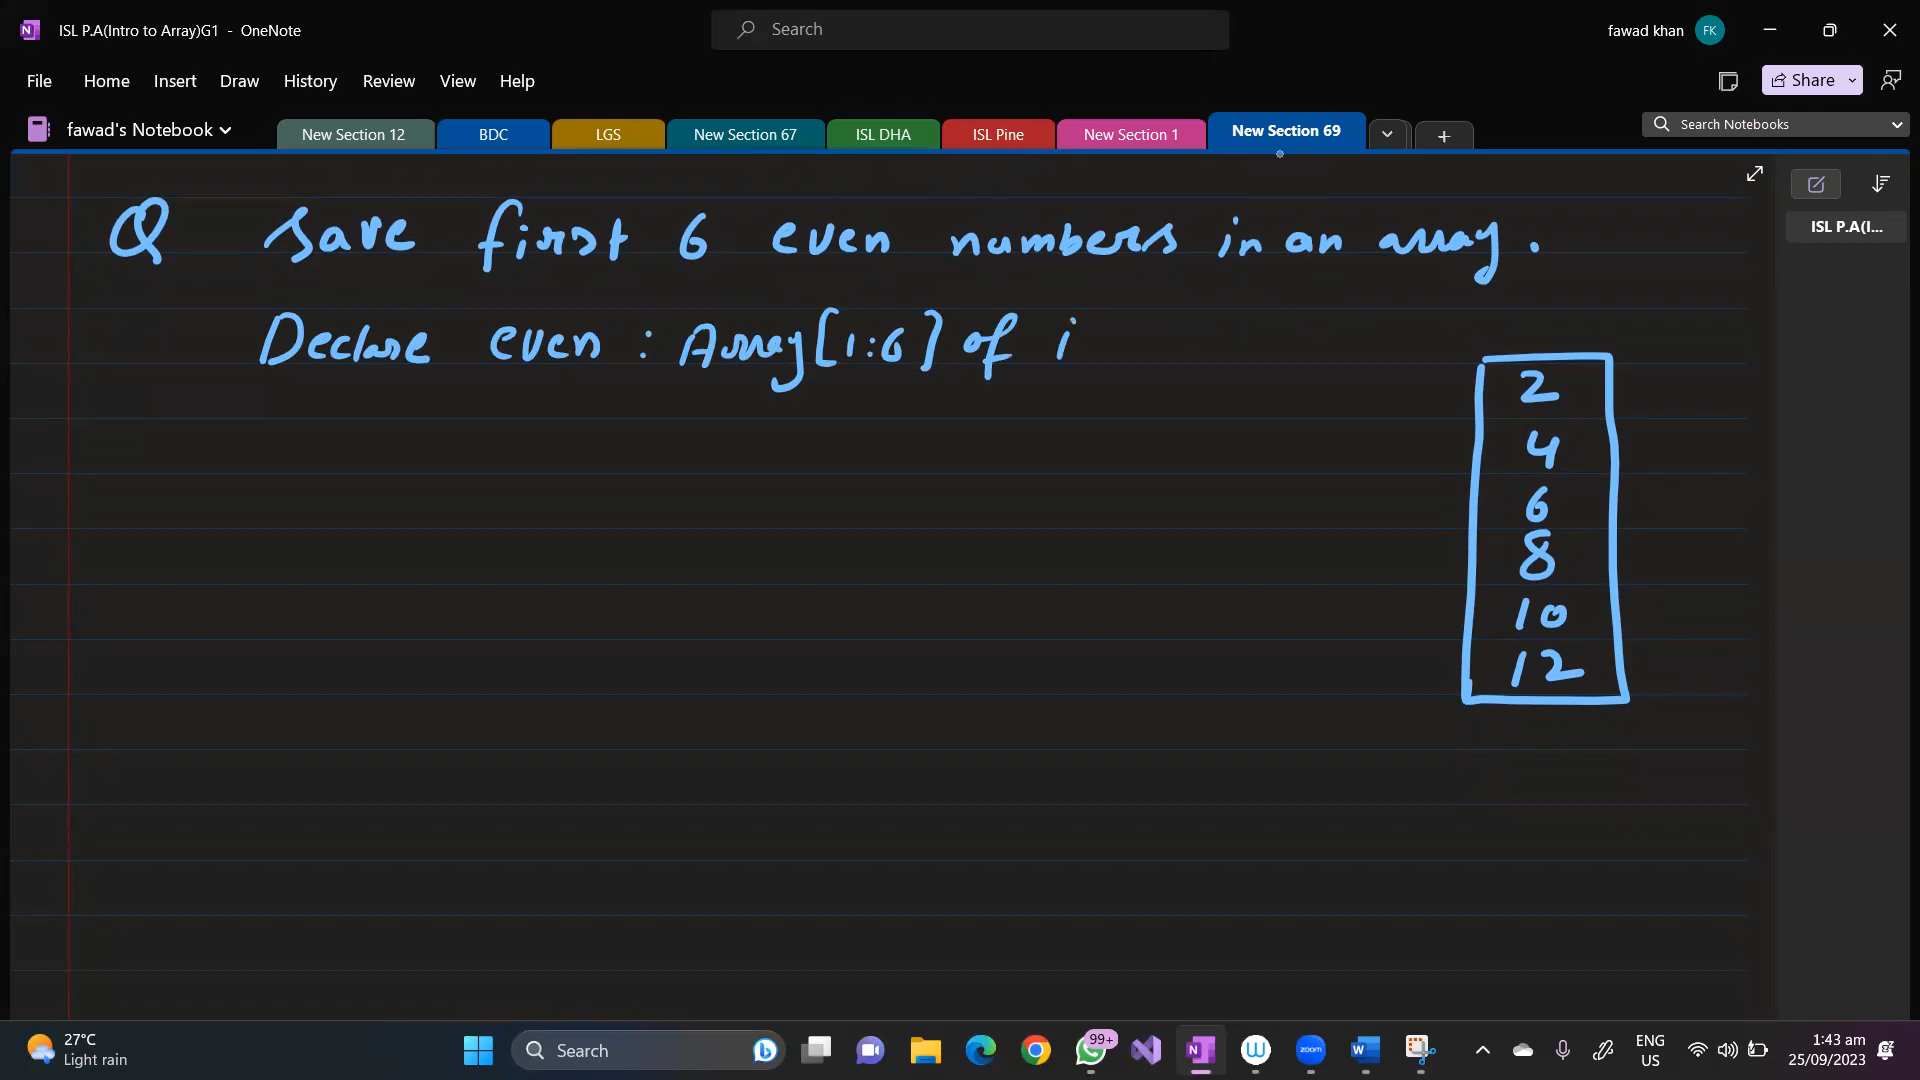 ISL P.A(Intro to Array)G1 - OneNote
Search
fawad khan FK
File Home Insert Draw History Review View Help
Share
fawad's Notebook
New Section 12 BDC LGS New Section 67 ISL DHA ISL Pine New Section 1 New Section 69 +
Search Notebooks
ISL P.A(I...
Q Save first 6 even numbers in an array.
Declare even : Array[1:6] of i
2
4
6
8
10
12
27°C
Light rain
Search
99+
zoom
ENG
US
1:43 am
25/09/2023